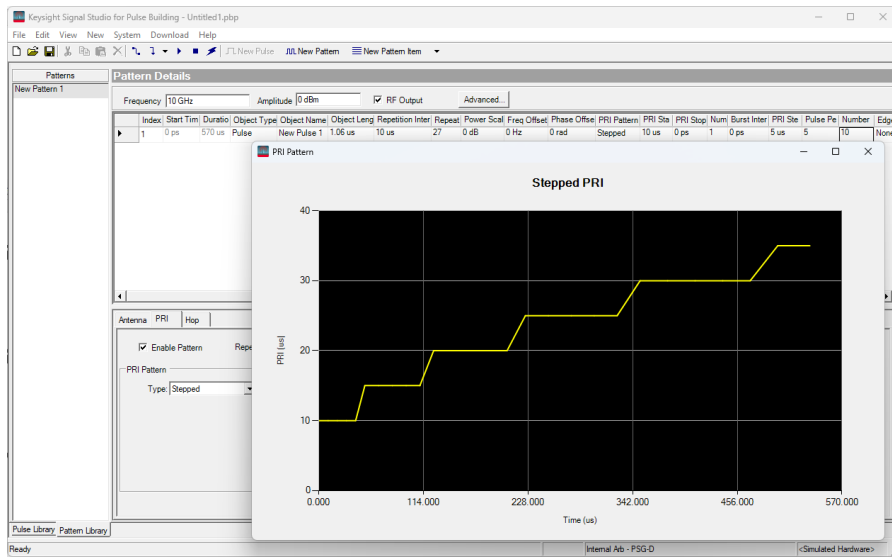 Keysight Signal Studio for Pulse Building - Untitled1.pbp
File Edit View New System Download Help
New Pulse New Pattern New Pattern Item
Patterns
New Pattern 1
Pattern Details
Frequency 10 GHz Amplitude 0 dBm RF Output Advanced...
Index Start Tim Duratio Object Type Object Name Object Leng Repetition Inter Repeat Power Scal Freq Offset Phase Offse PRI Pattern PRI Sta PRI Stop Num Burst Inter PRI Ste Pulse Pe Number Edge
1 0 ps 570 us Pulse New Pulse 1 1.06 us 10 us 27 0 dB 0 Hz 0 rad Stepped 10 us 0 ps 1 0 ps 5 us 5 10 None
PRI Pattern
Stepped PRI
40
30
20
10
0
PRI (us)
0.000 114.000 228.000 342.000 456.000 570.000
Time (us)
Antenna PRI Hop
Enable Pattern Repe
PRI Pattern
Type: Stepped
Pulse Library Pattern Library
Ready Internal Arb - PSG-D <Simulated Hardware>